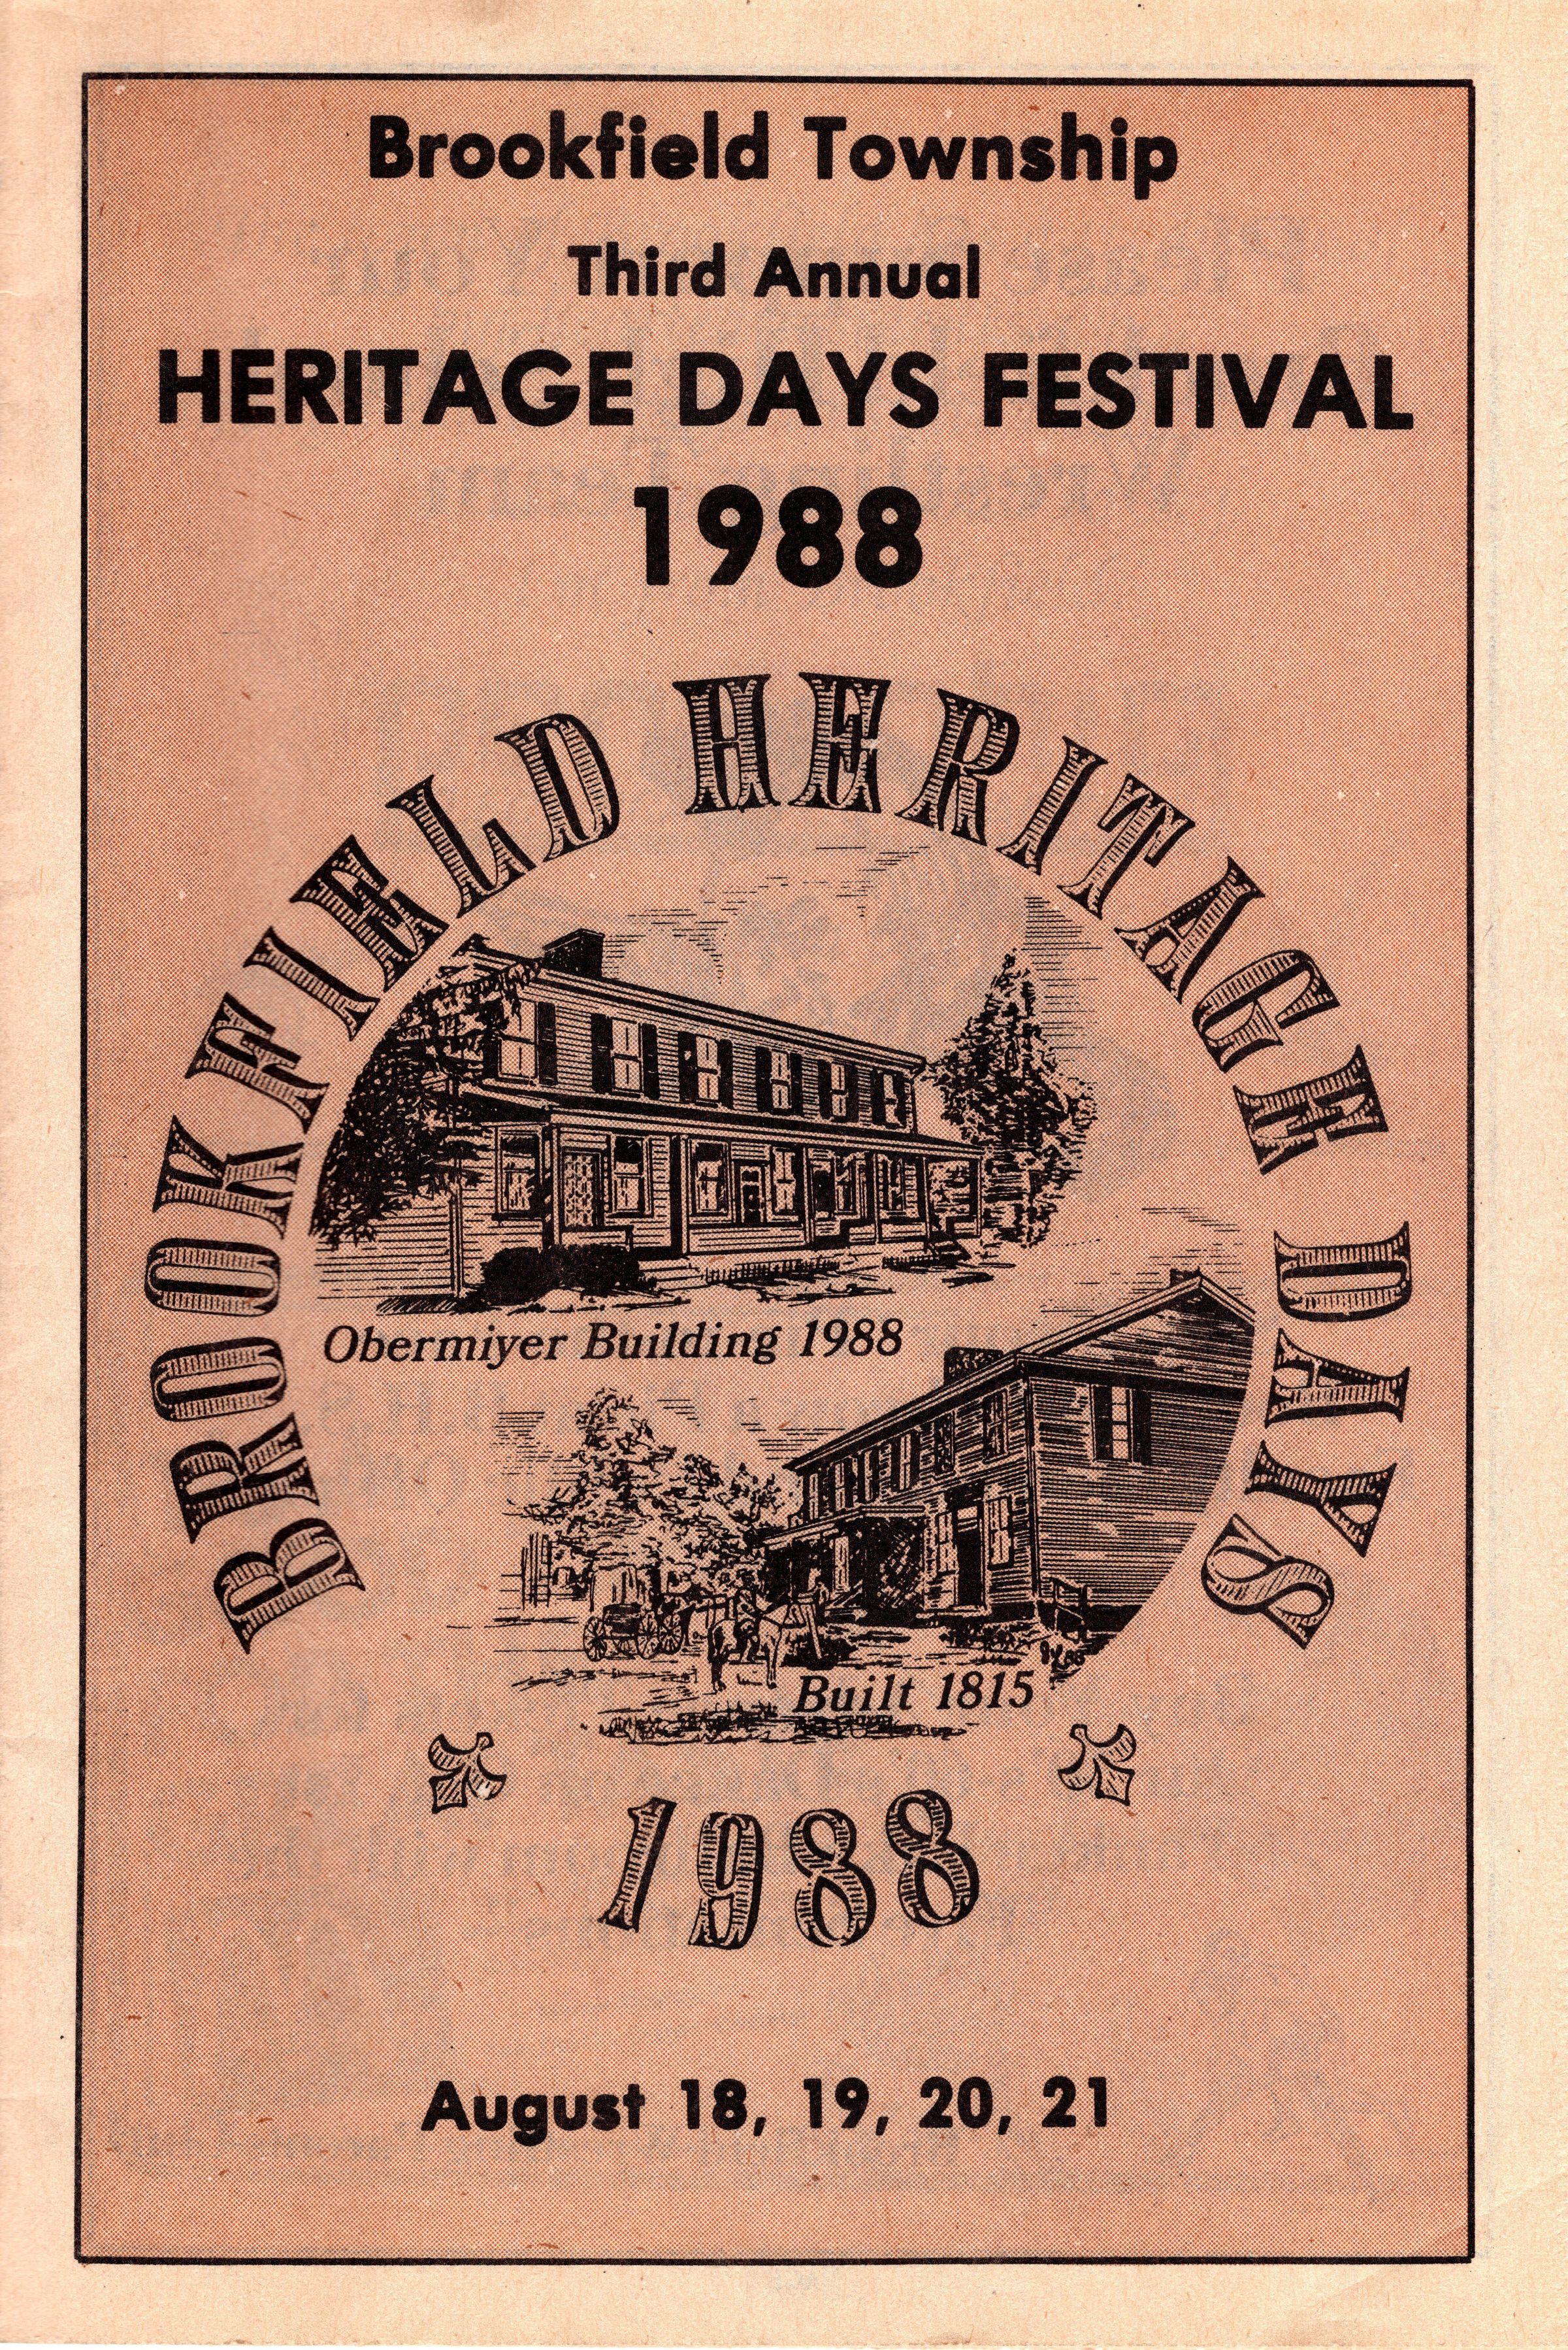 Brookfield Township
Third Annual
HERITAGE DAYS FESTIVAL
1988
BROOKFIELD HERITAGE DAYS
Obermiyer Building 1988
Built 1815
1988
August 18, 19, 20, 21